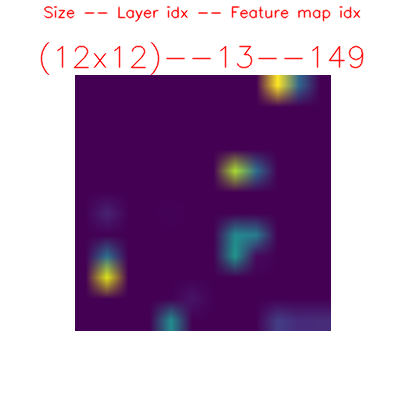 Size -- Layer idx -- Feature map idx
(12x12)--13--149